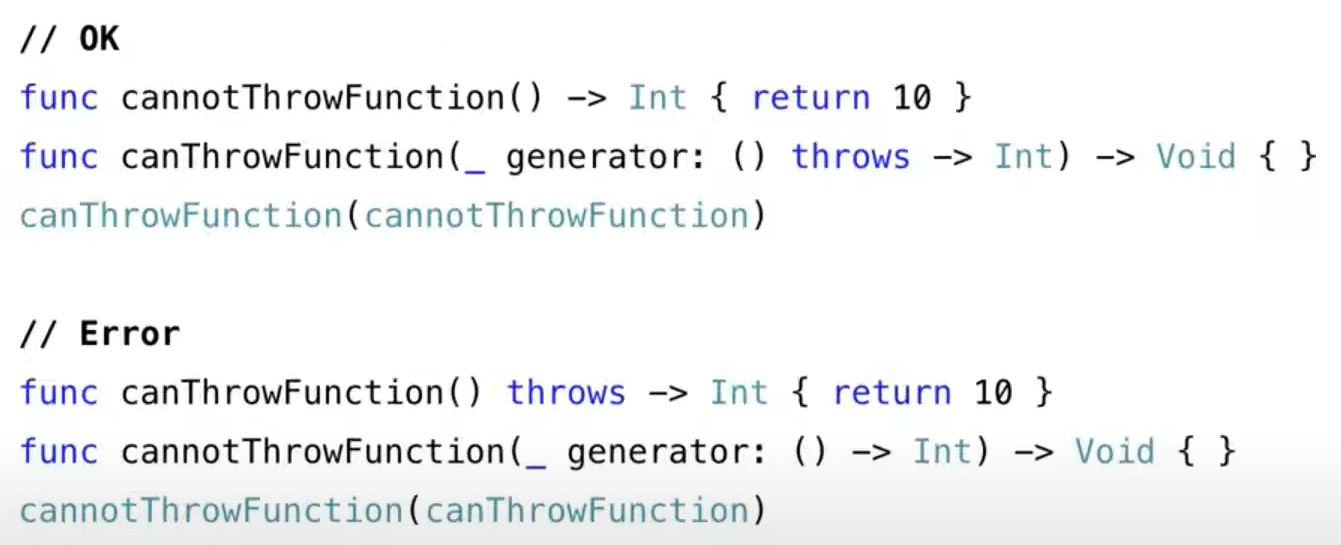 // OK
func cannotThrowFunction() -> Int { return 10 }
func canThrowFunction(_ generator: () throws -> Int) -> Void { }
canThrowFunction(cannotThrowFunction)
// Error
func canThrowFunction() throws -> Int { return 10 }
func cannotThrowFunction(_ generator: () -> Int) -> Void { }
cannotThrowFunction(canThrowFunction)